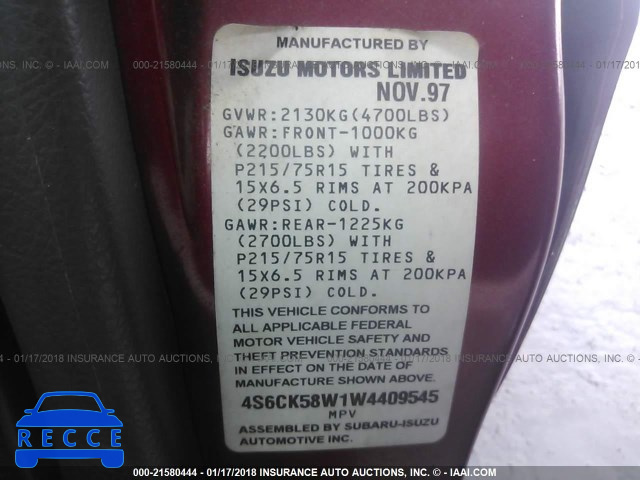 MANUFACTURED BY
ISUZU MOTORS LIMITED
NOV.97
GVWR:2130KG(4700LBS)
GAWR:FRONT-1000KG
(2200LBS) WITH
P215/75R15 TIRES &
15X6.5 RIMS AT 200KPA
(29PSI) COLD.
GAWR:REAR-1225KG
(2700LBS) WITH
P215/75R15 TIRES &
15X6.5 RIMS AT 200KPA
(29PSI) COLD.
THIS VEHICLE CONFORMS TO
ALL APPLICABLE FEDERAL
MOTOR VEHICLE SAFETY AND
THEFT PREVENTION STANDARDS
IN EFFECT ON THE DATE OF
MANUFACTURE SHOWN ABOVE.
4S6CK58W1W4409545
MPV
ASSEMBLED BY SUBARU-ISUZU
AUTOMOTIVE INC.
RECCE
000-21580444 - 01/17/2018 INSURANCE AUTO AUCTIONS, INC. - © IAAI.COM